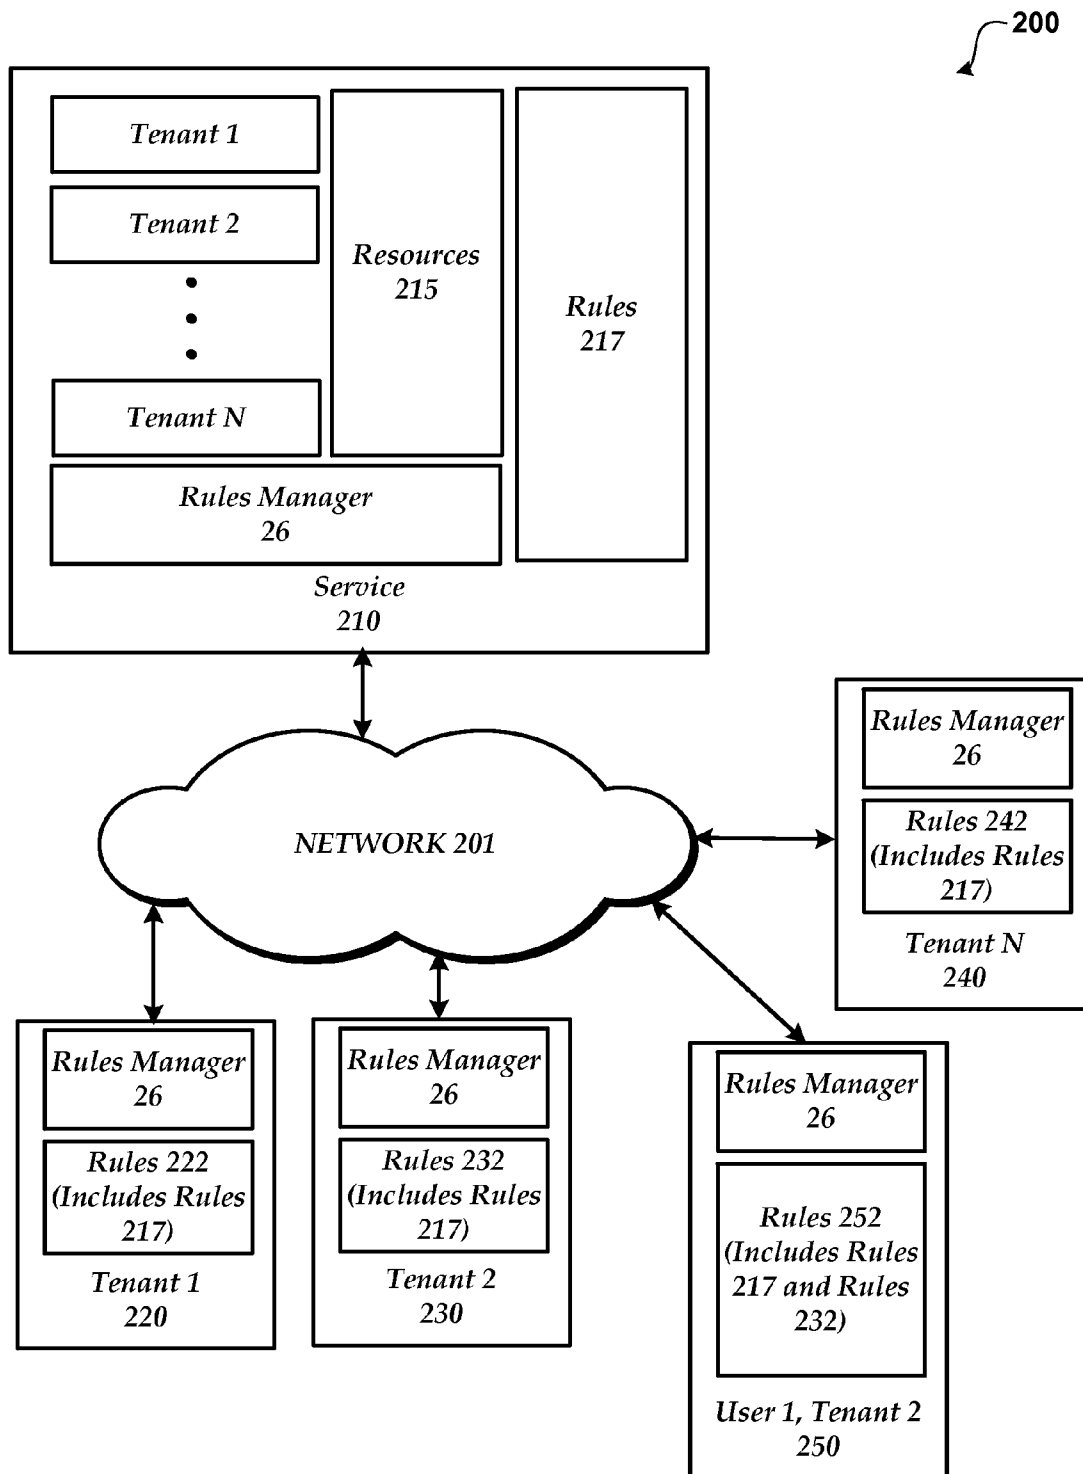 200
Tenant 1
Tenant 2
Tenant N
Resources
215
Rules
217
Rules Manager
26
Service
210
NETWORK 201
Rules Manager
26
Rules 242
(Includes Rules
217)
Tenant N
240
Rules Manager
26
Rules 222
(Includes Rules
217)
Tenant 1
220
Rules Manager
26
Rules 232
(Includes Rules
217)
Tenant 2
230
Rules Manager
26
Rules 252
(Includes Rules
217 and Rules
232)
User 1, Tenant 2
250